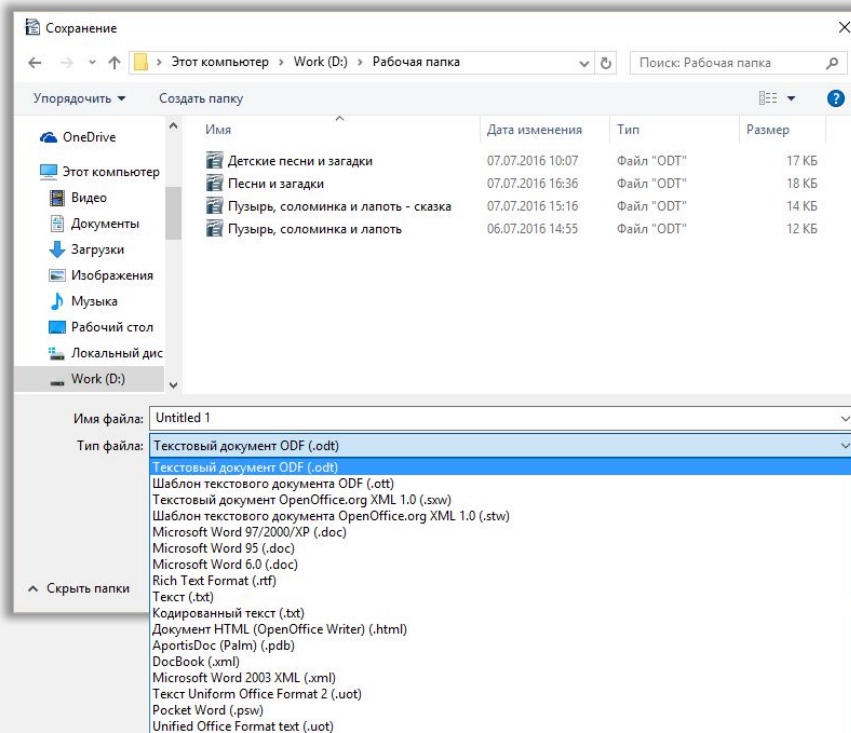 Сохранение
Этот компьютер › Work (D:) › Рабочая папка
Поиск: Рабочая папка
Упорядочить
Создать папку
OneDrive
Этот компьютер
Видео
Документы
Загрузки
Изображения
Музыка
Рабочий стол
Локальный дис
Work (D:)
Имя Дата изменения Тип Размер
Детские песни и загадки 07.07.2016 10:07 Файл "ODT" 17 КБ
Песни и загадки 07.07.2016 16:36 Файл "ODT" 18 КБ
Пузырь, соломинка и лапоть - сказка 07.07.2016 15:16 Файл "ODT" 14 КБ
Пузырь, соломинка и лапоть 06.07.2016 14:55 Файл "ODT" 12 КБ
Имя файла: Untitled 1
Тип файла: Текстовый документ ODF (.odt)
Текстовый документ ODF (.odt)
Шаблон текстового документа ODF (.ott)
Текстовый документ OpenOffice.org XML 1.0 (.sxw)
Шаблон текстового документа OpenOffice.org XML 1.0 (.stw)
Microsoft Word 97/2000/XP (.doc)
Microsoft Word 95 (.doc)
Microsoft Word 6.0 (.doc)
Rich Text Format (.rtf)
Текст (.txt)
Кодированный текст (.txt)
Документ HTML (OpenOffice Writer) (.html)
AportisDoc (Palm) (.pdb)
DocBook (.xml)
Microsoft Word 2003 XML (.xml)
Текст Uniform Office Format 2 (.uot)
Pocket Word (.psw)
Unified Office Format text (.uot)
Скрыть папки